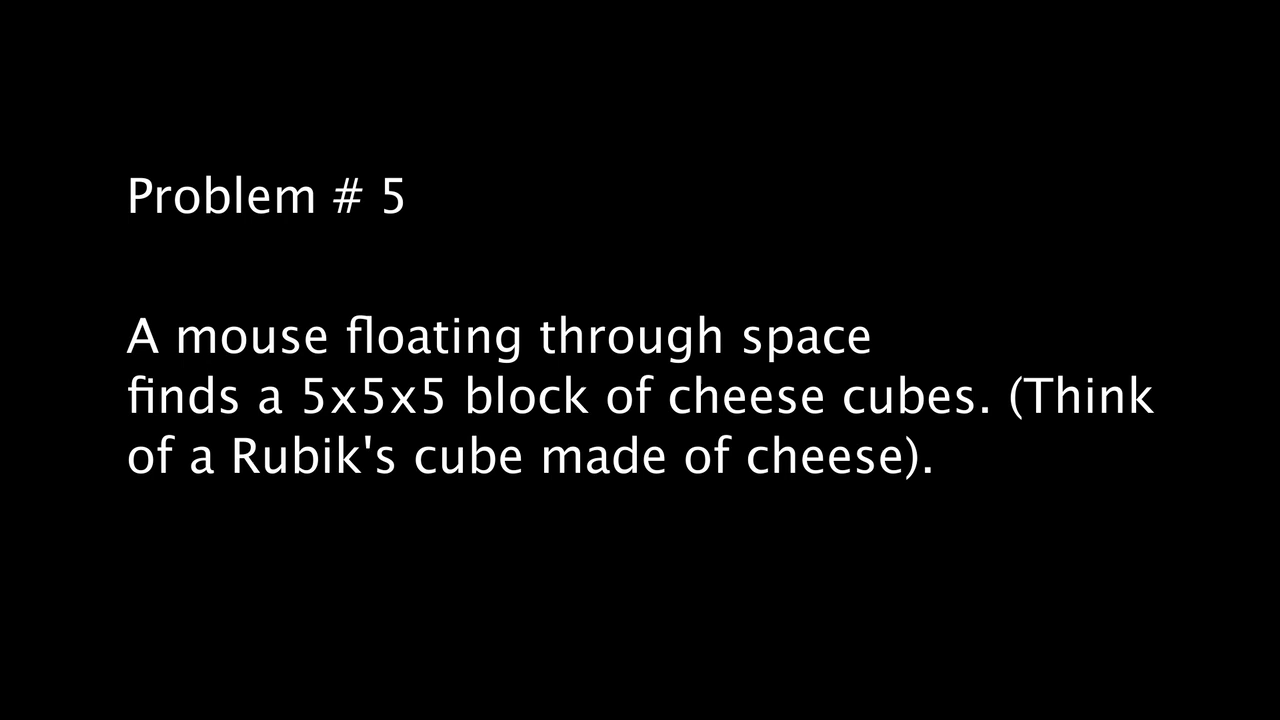 Problem # 5
A mouse floating through space
finds a 5x5x5 block of cheese cubes. (Think
of a Rubik's cube made of cheese).